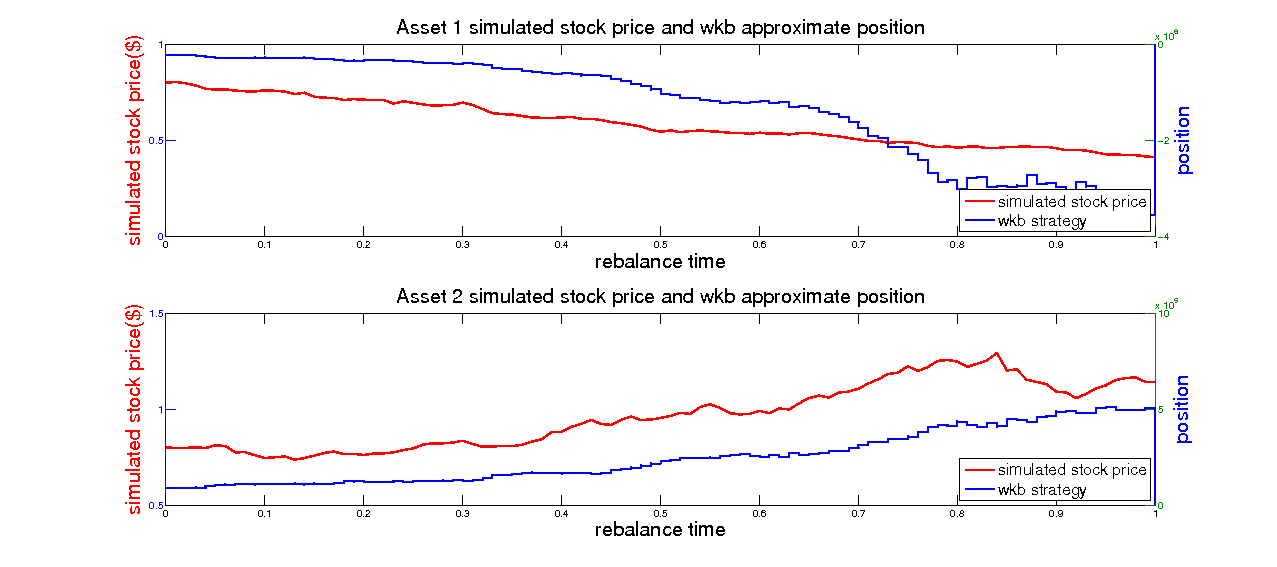 Asset 1 simulated stock price and wkb approximate position
simulated stock price($)
1
0.5
0
0
0.1
0.2
0.3
0.4
0.5
0.6
0.7
0.8
0.9
1
rebalance time
0
-2
-4
position
simulated stock price
wkb strategy
Asset 2 simulated stock price and wkb approximate position
simulated stock price($)
1.5
1
0.5
0
0.1
0.2
0.3
0.4
0.5
0.6
0.7
0.8
0.9
1
rebalance time
10
5
0
position
simulated stock price
wkb strategy